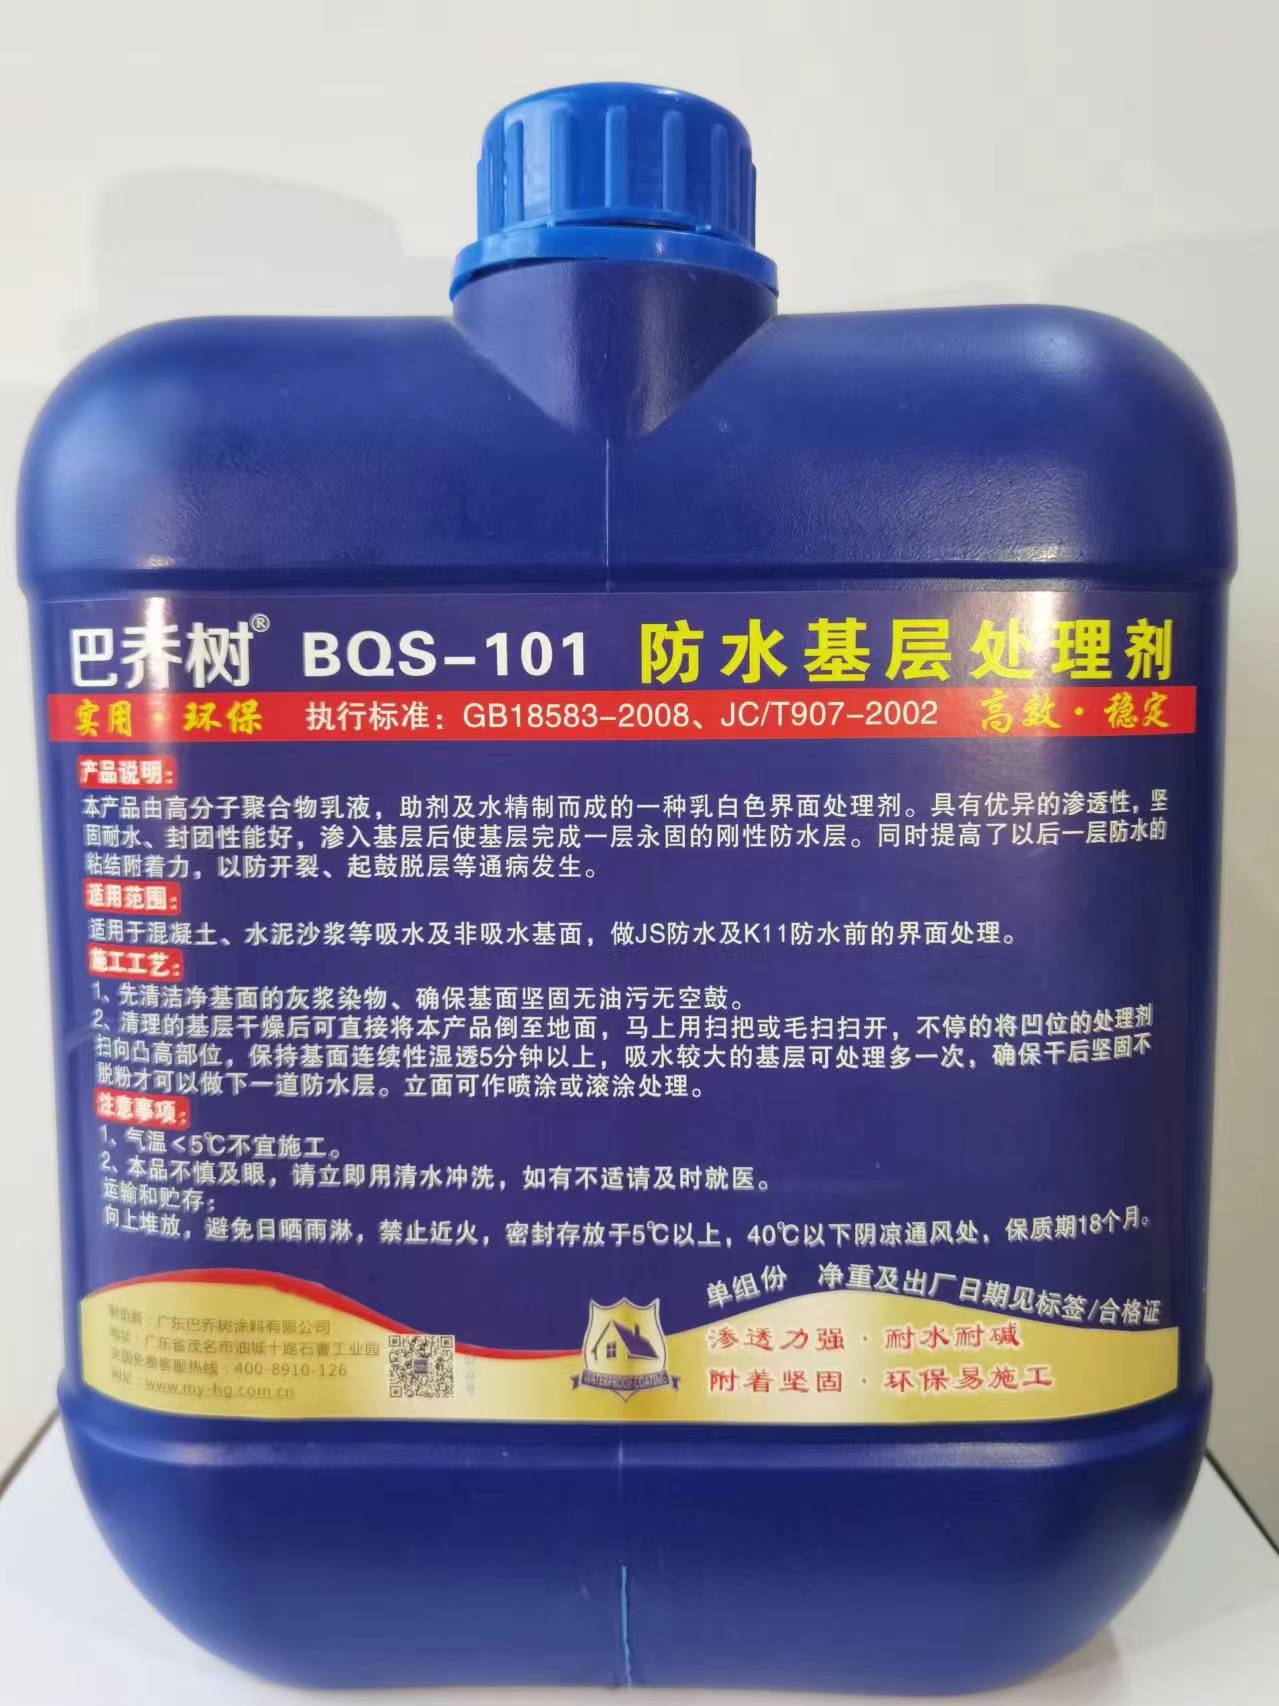 巴乔树® BQS-101 防水基层处理剂
实用·环保 执行标准：GB18583-2008、JC/T907-2002 高效·稳定
产品说明：
本产品由高分子聚合物乳液，助剂及水精制而成的一种乳白色界面处理剂。具有优异的渗透性，坚
固耐水、封团性能好，渗入基层后使基层完成一层永固的刚性防水层。同时提高了以后一层防水的
粘结附着力，以防开裂、起鼓脱层等通病发生。
适用范围：
适用于混凝土、水泥沙浆等吸水及非吸水基面，做JS防水及K11防水前的界面处理。
施工工艺：
1、先清洁净基面的灰浆染物、确保基面坚固无油污无空鼓。
2、清理的基层干燥后可直接将本产品倒至地面，马上用扫把或毛扫扫开，不停的将凹位的处理剂
扫向凸高部位，保持基面连续性湿透5分钟以上，吸水较大的基层可处理多一次，确保干后坚固不
脱粉才可以做下一道防水层。立面可作喷涂或滚涂处理。
注意事项：
1、气温＜5℃不宜施工。
2、本品不慎及眼，请立即用清水冲洗，如有不适请及时就医。
运输和贮存：
向上堆放，避免日晒雨淋，禁止近火，密封存放于5℃以上，40℃以下阴凉通风处，保质期18个月。
单组份 净重及出厂日期见标签/合格证
制造商：广东巴乔树涂料有限公司
地址：广东省茂名市油城十路石曹工业园
全国免费客服热线：400-8910-126
网址：www.my-hg.com.cn
WATERPROOF COATING
渗透力强·耐水耐碱
附着坚固·环保易施工